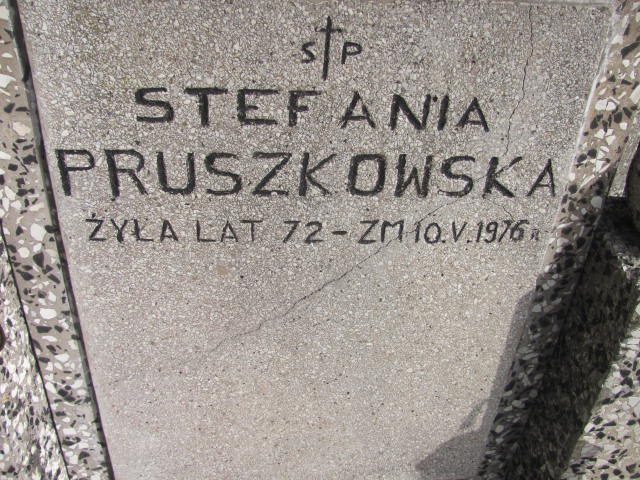 S † P
STEFANIA
PRUSZKOWSKA
ŻYŁA LAT 72 - ZM 10.V.1976 R